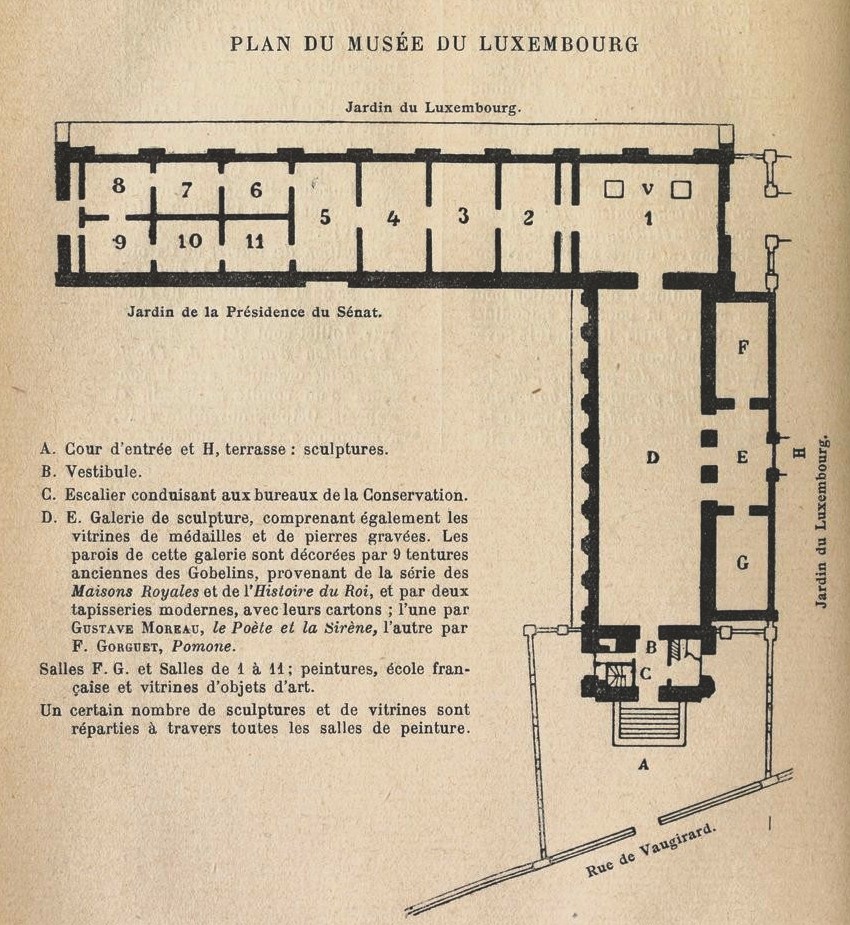 PLAN DU MUSÉE DU LUXEMBOURG
Jardin du Luxembourg.
8
7
6
5
4
3
2
V
1
9
10
11
Jardin de la Présidence du Sénat.
F
E
H
D
G
Jardin du Luxembourg.
B
C
A
Rue de Vaugirard.
A. Cour d'entrée et H, terrasse : sculptures.
B. Vestibule.
C. Escalier conduisant aux bureaux de la Conservation.
D. E. Galerie de sculpture, comprenant également les
vitrines de médailles et de pierres gravées. Les
parois de cette galerie sont décorées par 9 tentures
anciennes des Gobelins, provenant de la série des
Maisons Royales et de l'Histoire du Roi, et par deux
tapisseries modernes, avec leurs cartons ; l'une par
GUSTAVE MOREAU, le Poète et la Sirène, l'autre par
F. GORGUET, Pomone.
Salles F. G. et Salles de 1 à 11 ; peintures, école fran-
çaise et vitrines d'objets d'art.
Un certain nombre de sculptures et de vitrines sont
réparties à travers toutes les salles de peinture.